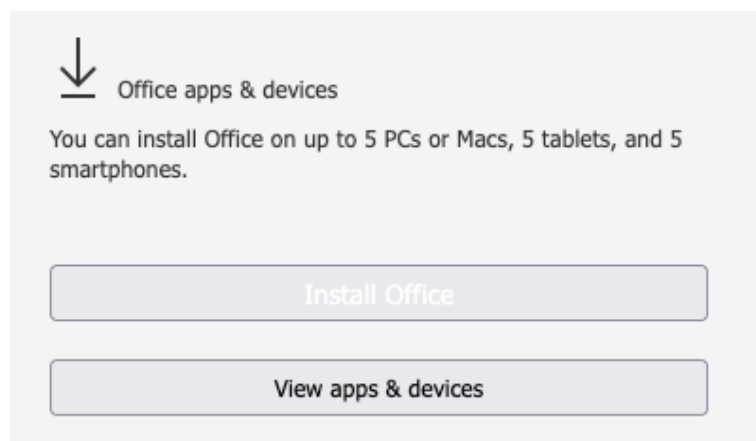 Office apps & devices
You can install Office on up to 5 PCs or Macs, 5 tablets, and 5
smartphones.
Install Office
View apps & devices